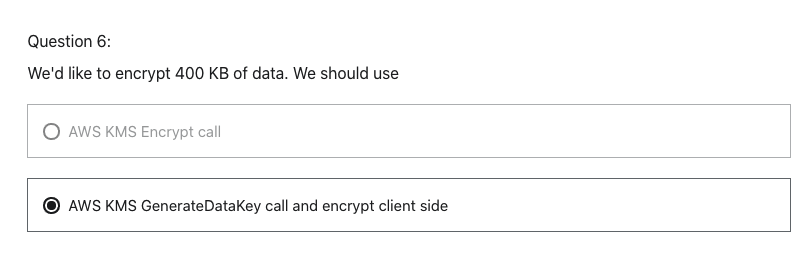 Question 6:
We'd like to encrypt 400 KB of data. We should use
AWS KMS Encrypt call
AWS KMS GenerateDataKey call and encrypt client side